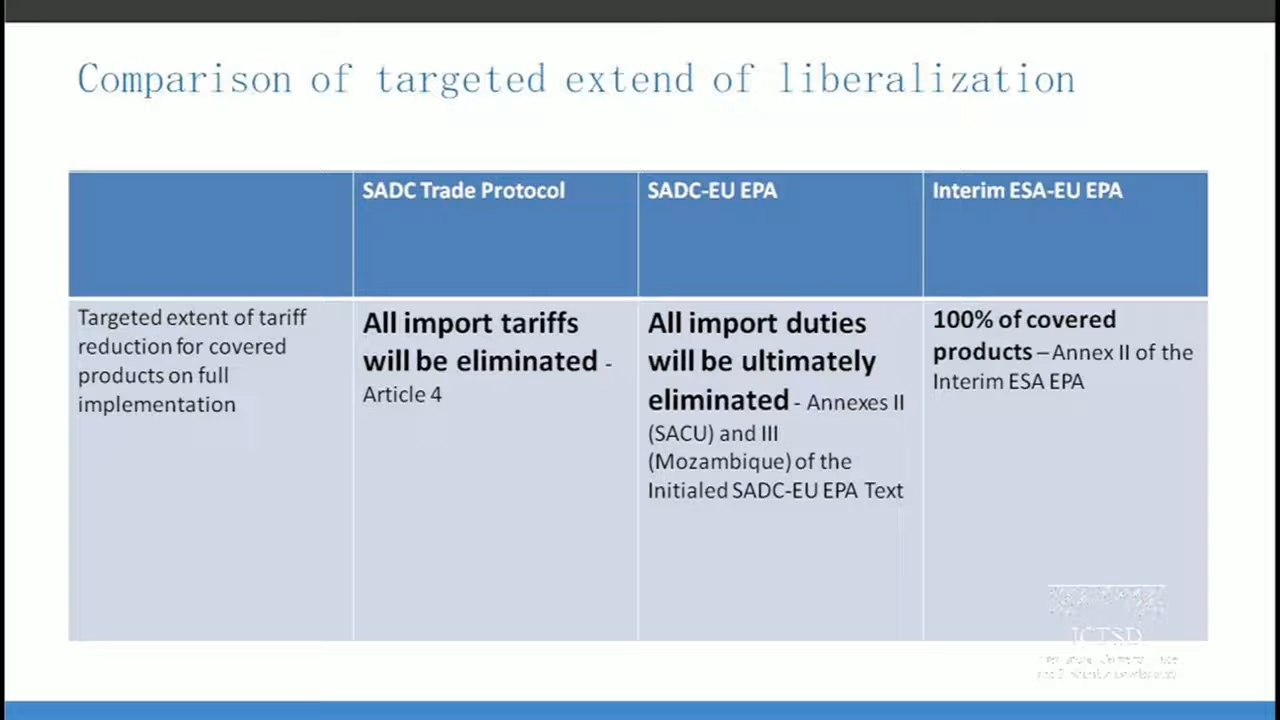 Comparison of targeted extend of liberalization
SADC Trade Protocol
SADC-EU EPA
Interim ESA-EU EPA
Targeted extent of tariff
reduction for covered
products on full
implementation
All import tariffs
will be eliminated -
Article 4
All import duties
will be ultimately
eliminated - Annexes II
(SACU) and III
(Mozambique) of the
Initialed SADC-EU EPA Text
100% of covered
products – Annex II of the
Interim ESA EPA
ICTSD